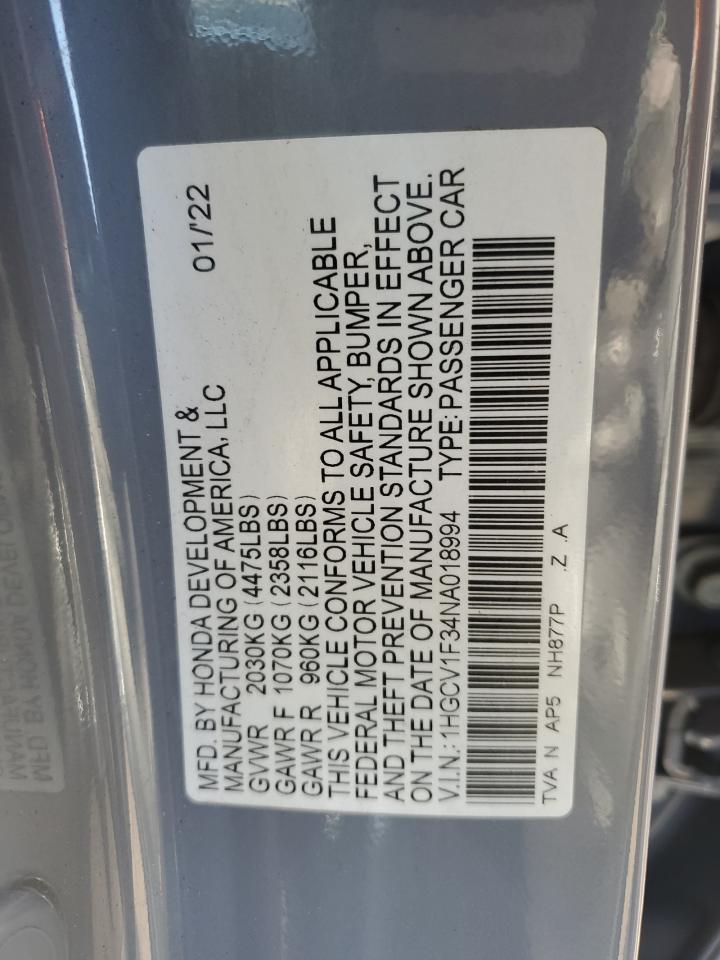 MFD. BY HONDA DEVELOPMENT &
MANUFACTURING OF AMERICA, LLC 01/'22
GVWR 2030KG (4475LBS)
GAWR F 1070KG (2358LBS)
GAWR R 960KG (2116LBS)
THIS VEHICLE CONFORMS TO ALL APPLICABLE
FEDERAL MOTOR VEHICLE SAFETY, BUMPER,
AND THEFT PREVENTION STANDARDS IN EFFECT
ON THE DATE OF MANUFACTURE SHOWN ABOVE.
V.I.N.: 1HGCV1F34NA018994 TYPE: PASSENGER CAR
TVA N AP5 NH877P .Z .A